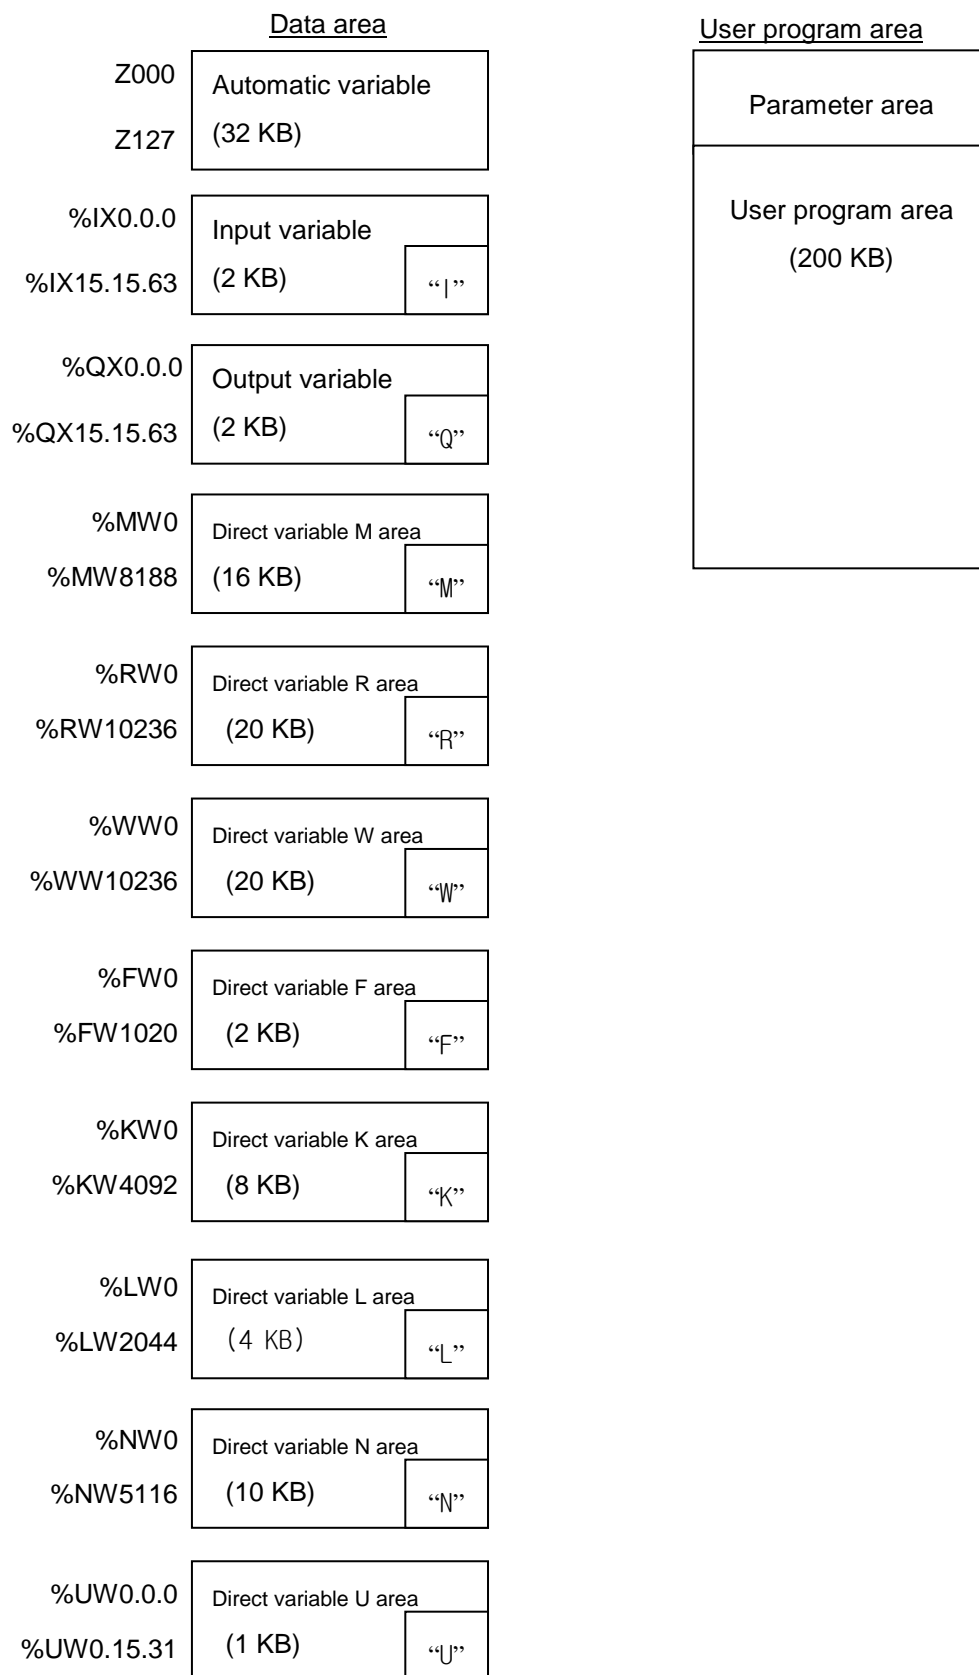 Data area
Z000
Z127
Automatic variable
(32 KB)
%IX0.0.0
%IX15.15.63
Input variable
(2 KB)
“I”
%QX0.0.0
%QX15.15.63
Output variable
(2 KB)
“Q”
%MW0
%MW8188
Direct variable M area
(16 KB)
“M”
%RW0
%RW10236
Direct variable R area
(20 KB)
“R”
%WW0
%WW10236
Direct variable W area
(20 KB)
“W”
%FW0
%FW1020
Direct variable F area
(2 KB)
“F”
%KW0
%KW4092
Direct variable K area
(8 KB)
“K”
%LW0
%LW2044
Direct variable L area
(4 KB)
“L”
%NW0
%NW5116
Direct variable N area
(10 KB)
“N”
%UW0.0.0
%UW0.15.31
Direct variable U area
(1 KB)
“U”
User program area
Parameter area
User program area
(200 KB)